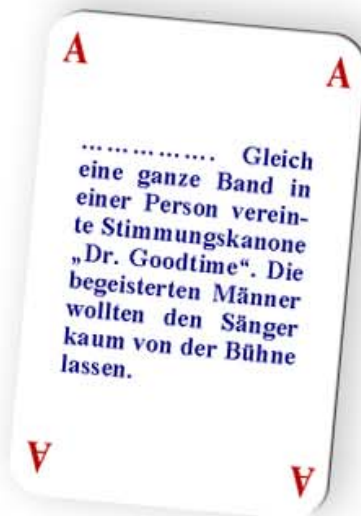 A
A
................ Gleich
eine ganze Band in
einer Person verein-
te Stimmungskanone
„Dr. Goodtime“. Die
begeisterten Männer
wollten den Sänger
kaum von der Bühne
lassen.
A
A